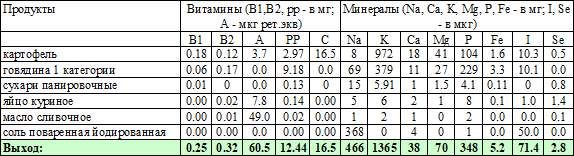 Продукты Витамины (B1,B2, pp - в мг; A - мкг рет.экв) Минералы (Na, Ca, K, Mg, P, Fe - в мг; I, Se - в мкг)
B1 B2 A PP C Na K Ca Mg P Fe I Se
картофель 0.18 0.12 3.7 2.97 16.5 8 972 18 41 104 1.6 10.3 0.5
говядина 1 категории 0.06 0.17 0.0 9.18 0.00 69 379 11 27 229 3.3 10.1 0.0
сухари панировочные 0.01 0 0 0.13 0 15 5.91 1 1.5 4.1 0.11 0 0.8
яйцо куриное 0.00 0.02 7.8 0.14 0.00 5 6 2 1 8 0.1 1.0 1.4
масло сливочное 0.00 0.01 49.0 0.02 0.00 1 2 1 0 2 0.0 0.0 0.1
соль поваренная йодированная 0.00 0.00 0.0 0.00 0.00 368 0 4 0 1 0.0 50.0 0.0
Выход: 0.25 0.32 60.5 12.44 16.5 466 1365 38 70 348 5.2 71.4 2.8